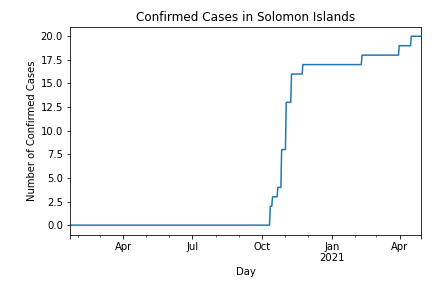 Confirmed Cases in Solomon Islands
Number of Confirmed Cases
20.0
17.5
15.0
12.5
10.0
7.5
5.0
2.5
0.0
Apr Jul Oct Jan Apr
2021
Day